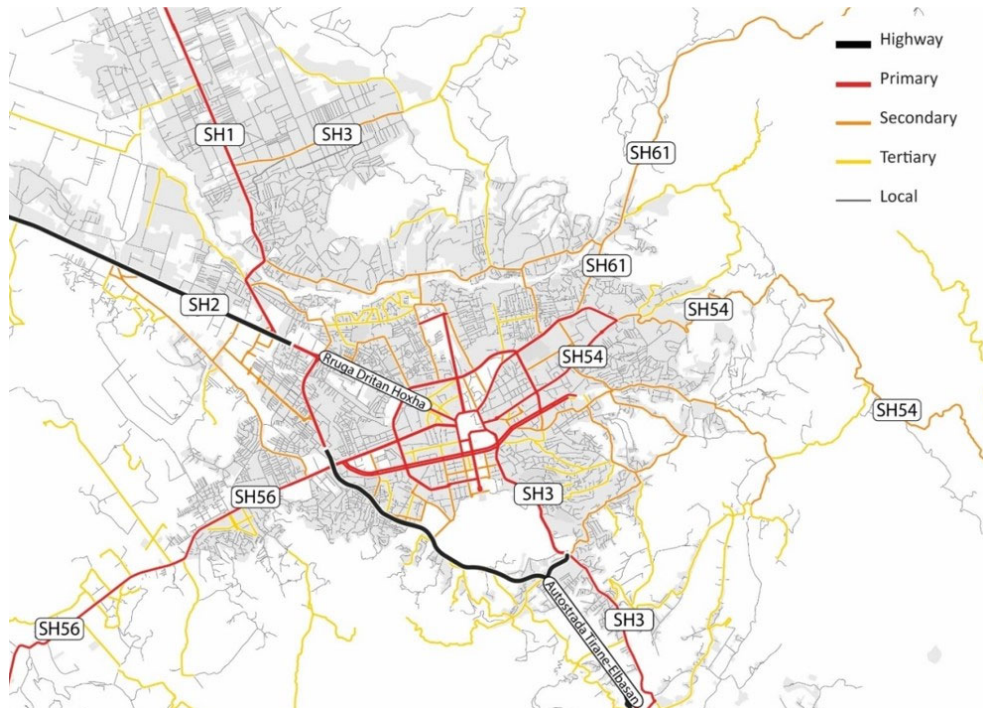 Highway
Primary
Secondary
Tertiary
Local
SH1
SH3
SH61
SH61
SH2
SH54
Rruga Dritan Hoxha
SH54
SH54
SH56
SH3
Autostrada Tirane-Elbasan
SH3
SH56